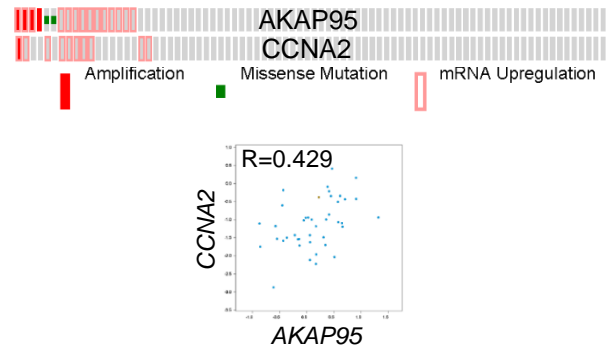 AKAP95
CCNA2
Amplification Missense Mutation mRNA Upregulation
R=0.429
CCNA2
AKAP95